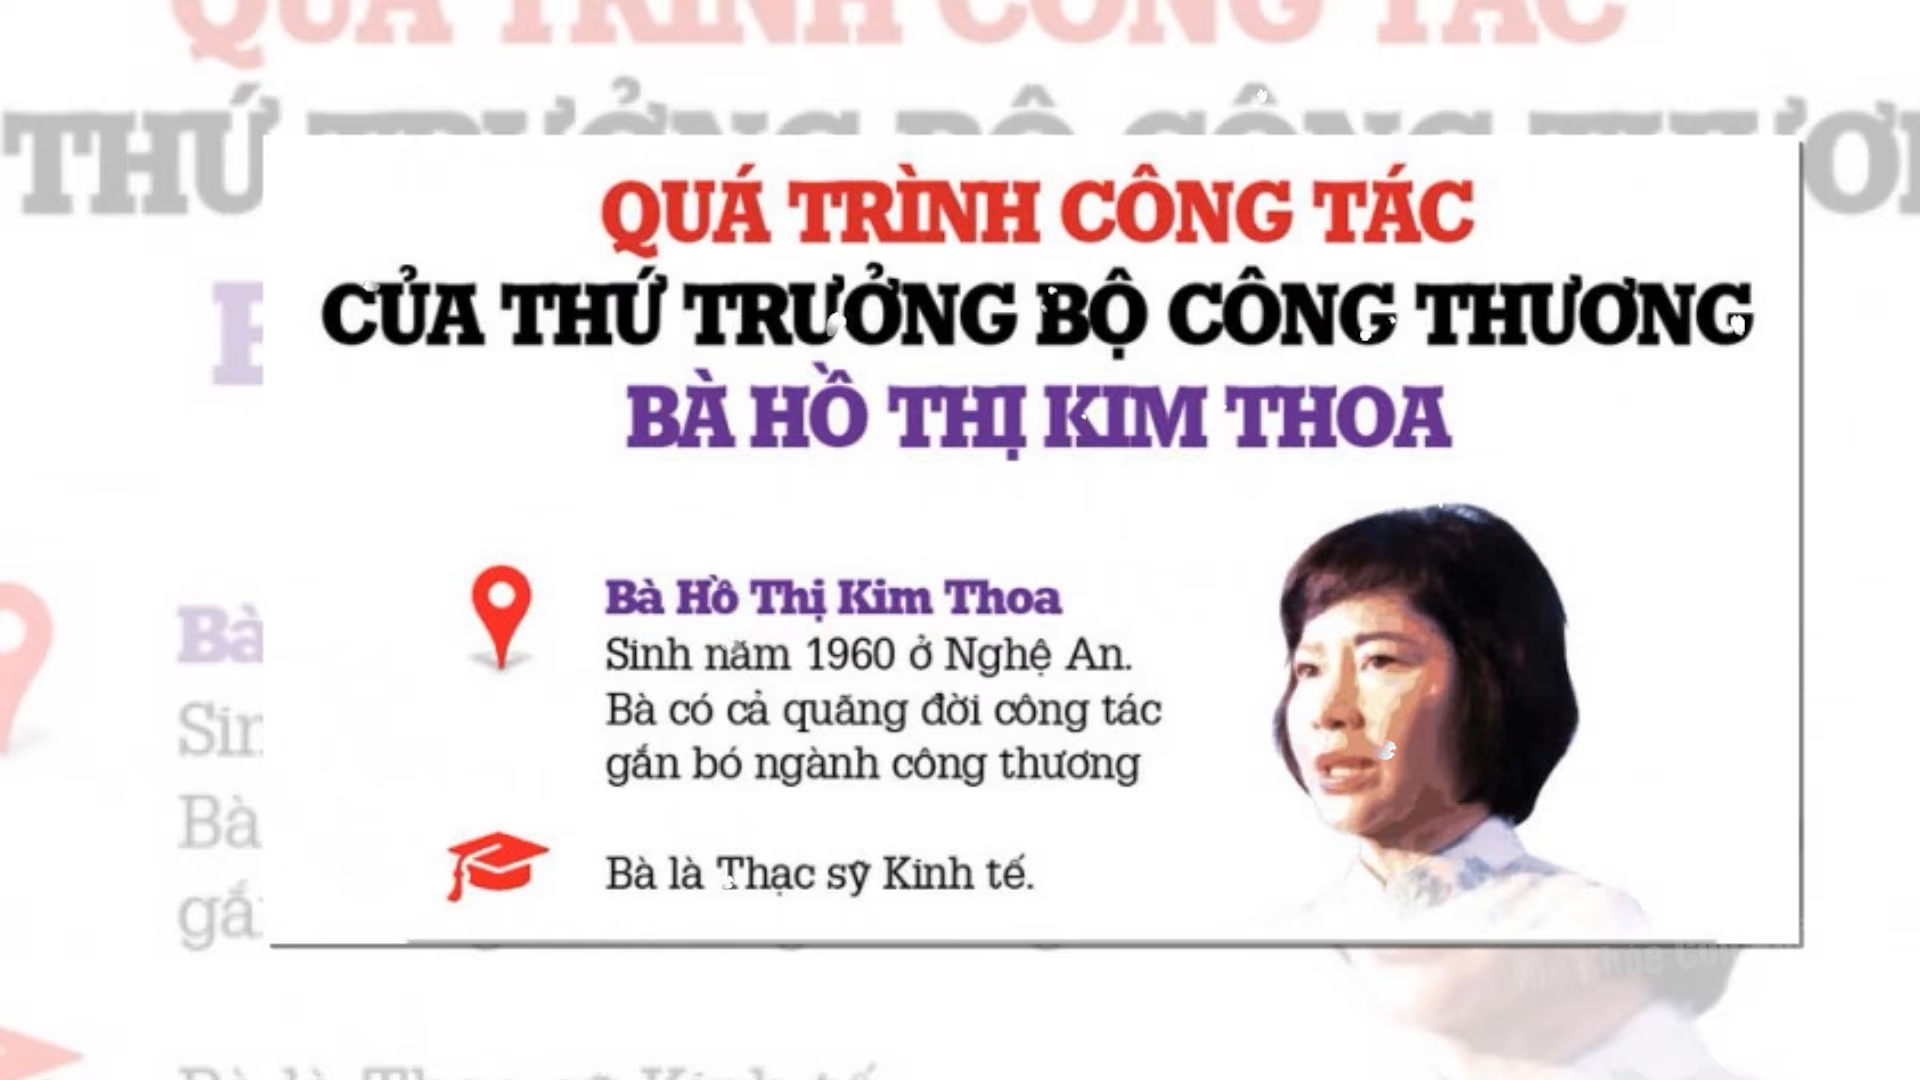 QUÁ TRÌNH CÔNG TÁC
CỦA THỨ TRƯỞNG BỘ CÔNG THƯƠNG
BÀ HỒ THỊ KIM THOA
Bà Hồ Thị Kim Thoa
Sinh năm 1960 ở Nghệ An.
Bà có cả quãng đời công tác
gắn bó ngành công thương
Bà là Thạc sỹ Kinh tế.